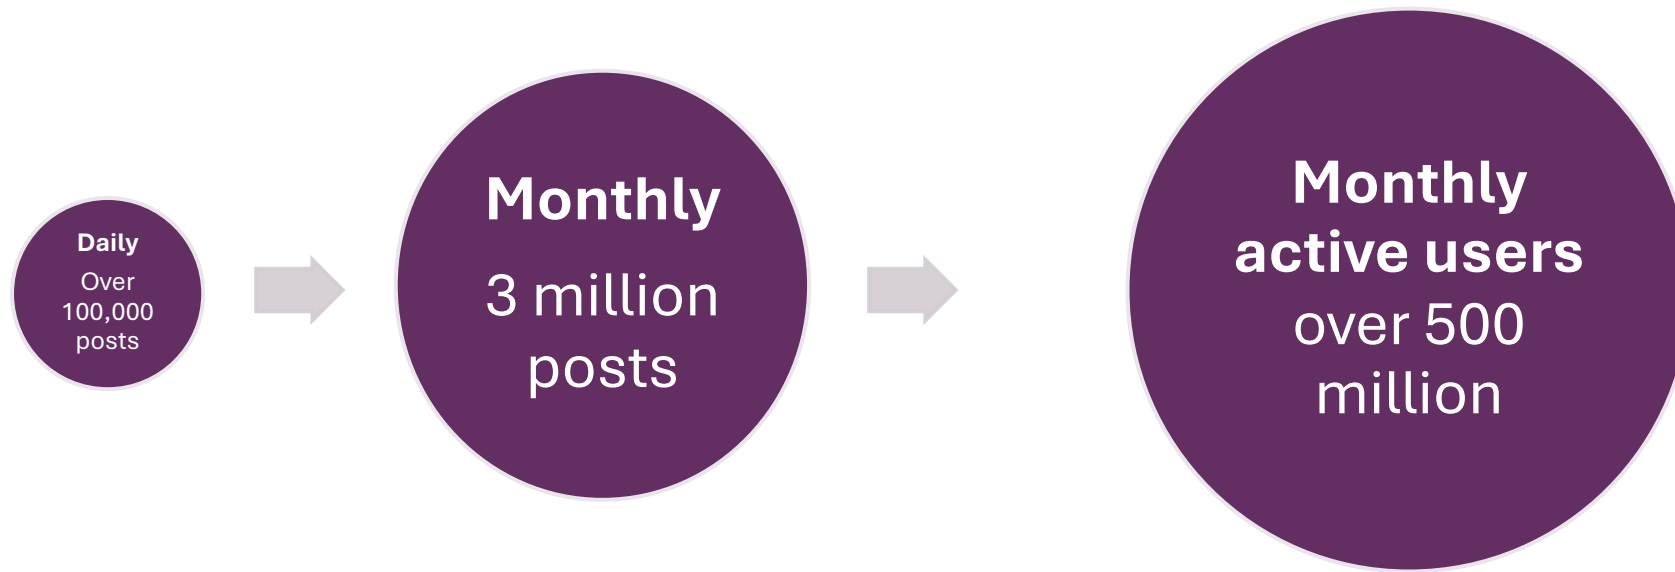 Daily
Over
100,000
posts
Monthly
3 million
posts
Monthly
active users
over 500
million